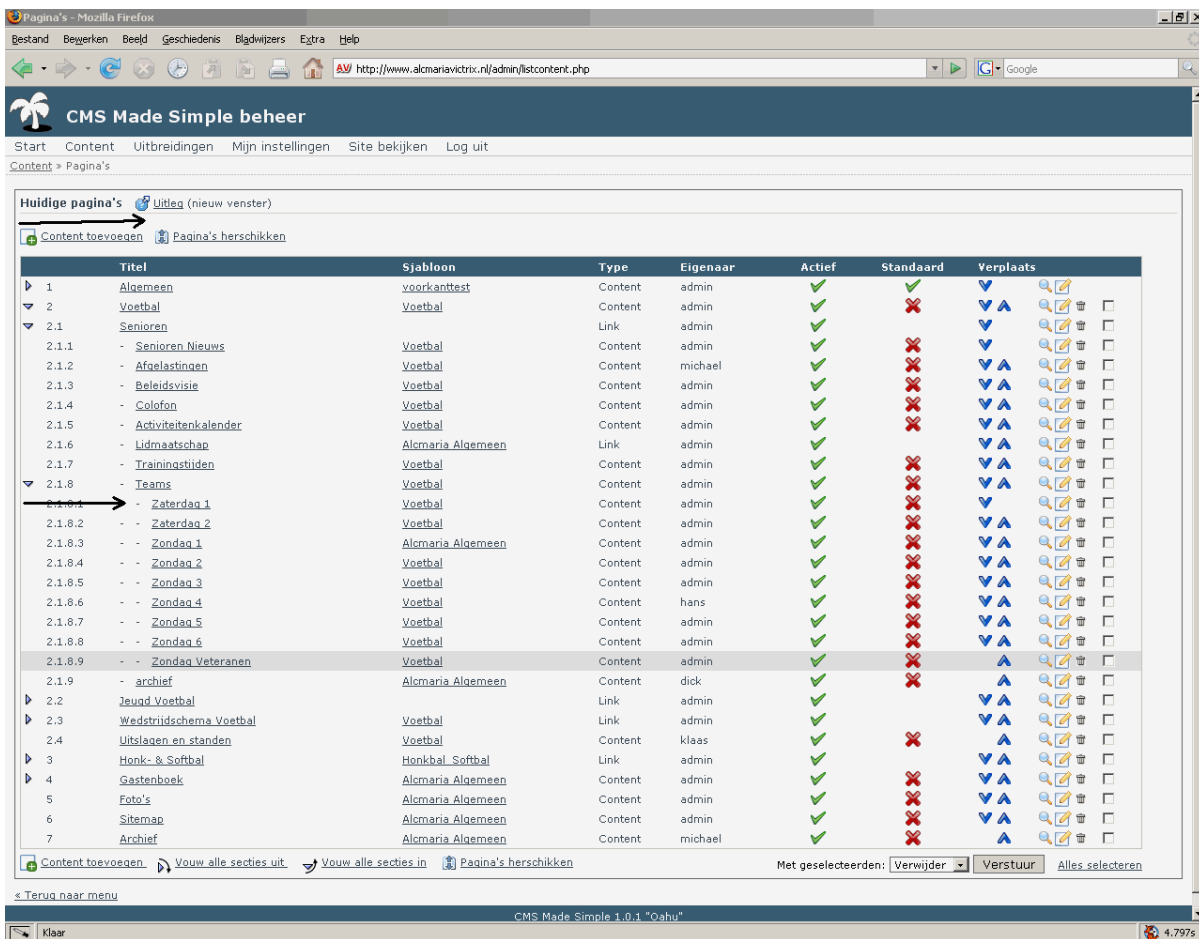 Pagina's - Mozilla Firefox
Bestand Bewerken Beeld Geschiedenis Bladwijzers Extra Help
AV http://www.alcmariavictrix.nl/admin/listcontent.php G Google
CMS Made Simple beheer
Start Content Uitbreidingen Mijn instellingen Site bekijken Log uit
Content » Pagina's
Huidige pagina's Uitleg (nieuw venster)
Content toevoegen Pagina's herschikken
Titel Sjabloon Type Eigenaar Actief Standaard Verplaats
1 Algemeen voorkanttest Content admin
2 Voetbal Voetbal Content admin
2.1 Senioren Link admin
2.1.1 - Senioren Nieuws Voetbal Content admin
2.1.2 - Afgelastingen Voetbal Content michael
2.1.3 - Beleidsvisie Voetbal Content admin
2.1.4 - Colofon Voetbal Content admin
2.1.5 - Activiteitenkalender Voetbal Content admin
2.1.6 - Lidmaatschap Alcmaria Algemeen Link admin
2.1.7 - Trainingstijden Voetbal Content admin
2.1.8 - Teams Voetbal Content admin
2.1.8.1 - Zaterdag 1 Voetbal Content admin
2.1.8.2 - - Zaterdag 2 Voetbal Content admin
2.1.8.3 - - Zondag 1 Alcmaria Algemeen Content admin
2.1.8.4 - - Zondag 2 Voetbal Content admin
2.1.8.5 - - Zondag 3 Voetbal Content admin
2.1.8.6 - - Zondag 4 Voetbal Content hans
2.1.8.7 - - Zondag 5 Voetbal Content admin
2.1.8.8 - - Zondag 6 Voetbal Content admin
2.1.8.9 - - Zondag Veteranen Voetbal Content admin
2.1.9 - archief Alcmaria Algemeen Content dick
2.2 Jeugd Voetbal Link admin
2.3 Wedstrijdschema Voetbal Voetbal Link admin
2.4 Uitslagen en standen Voetbal Content klaas
3 Honk- & Softbal Honkbal_Softbal Link admin
4 Gastenboek Alcmaria Algemeen Content admin
5 Foto's Alcmaria Algemeen Content admin
6 Sitemap Alcmaria Algemeen Content admin
7 Archief Alcmaria Algemeen Content michael
Content toevoegen Vouw alle secties uit Vouw alle secties in Pagina's herschikken Met geselecteerden: Verwijder Verstuur Alles selecteren
« Terug naar menu
CMS Made Simple 1.0.1 "Oahu"
Klaar 4.797s